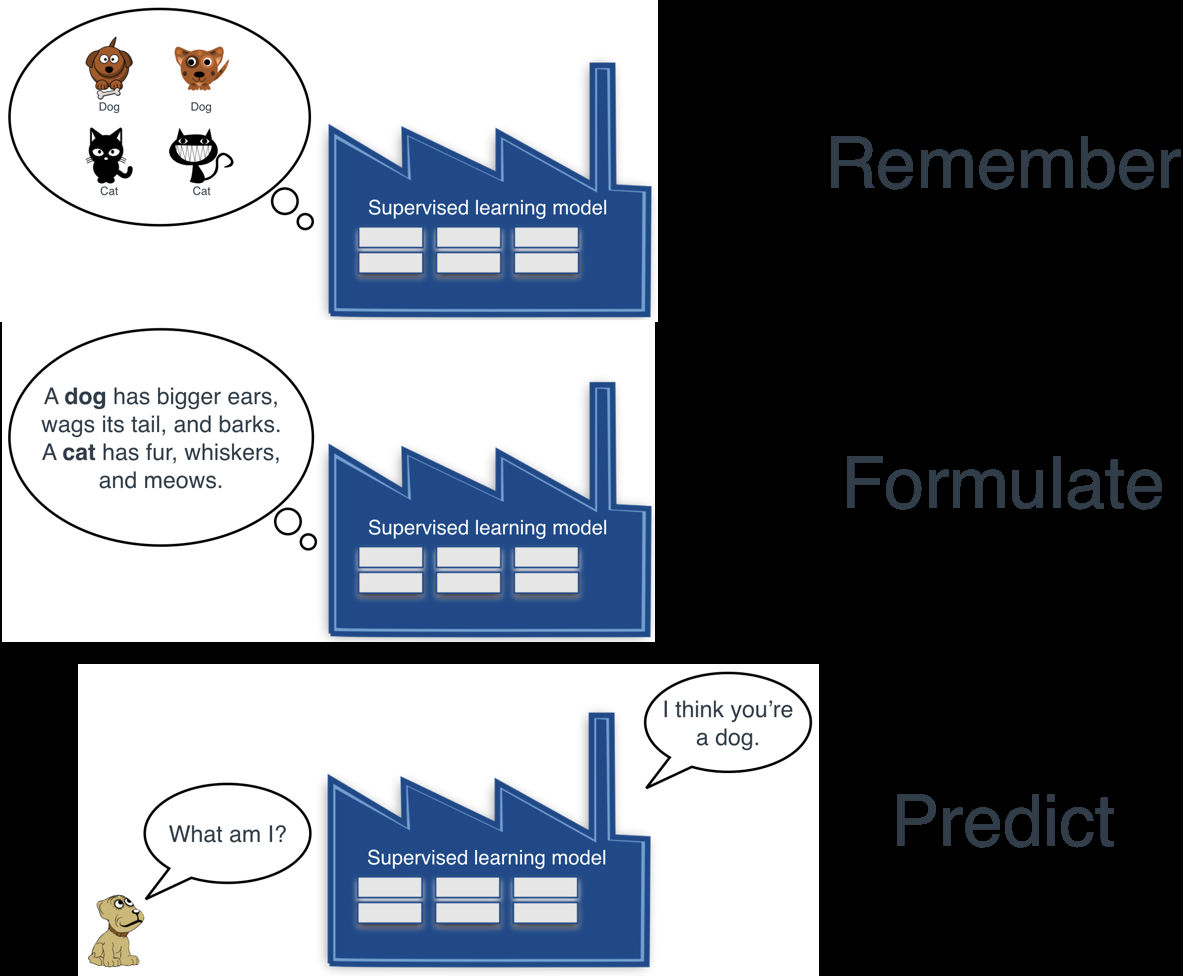 Dog
Dog
Cat
Cat
Supervised learning model
Remember
A dog has bigger ears,
wags its tail, and barks.
A cat has fur, whiskers,
and meows.
Supervised learning model
Formulate
What am I?
Supervised learning model
I think you're
a dog.
Predict